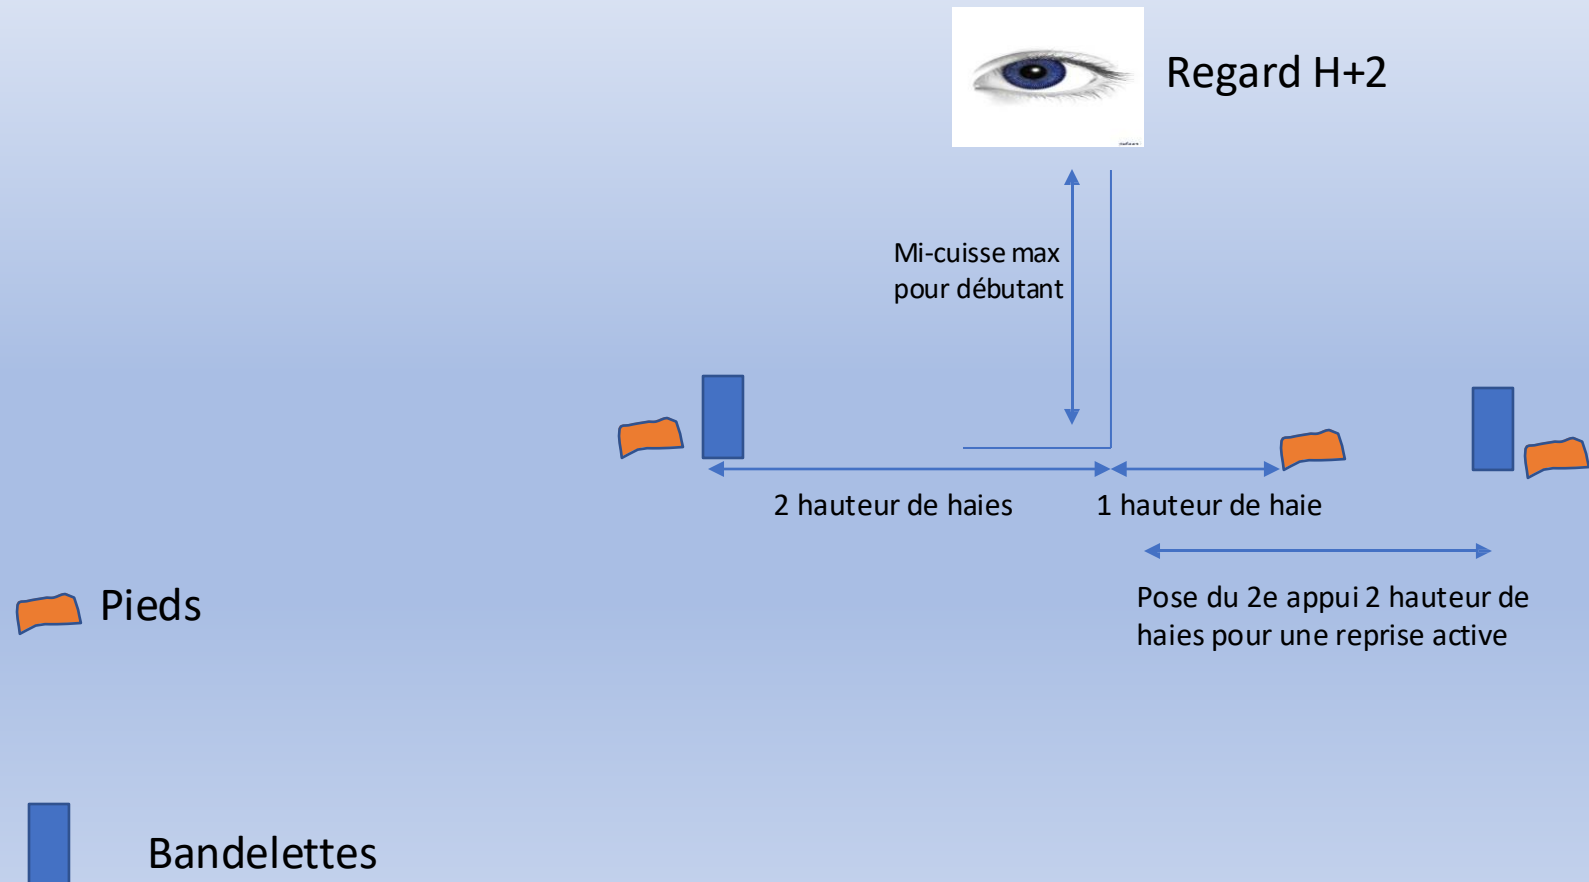 Regard H+2
Mi-cuisse max
pour débutant
2 hauteur de haies
1 hauteur de haie
Pose du 2e appui 2 hauteur de
haies pour une reprise active
Pieds
Bandelettes